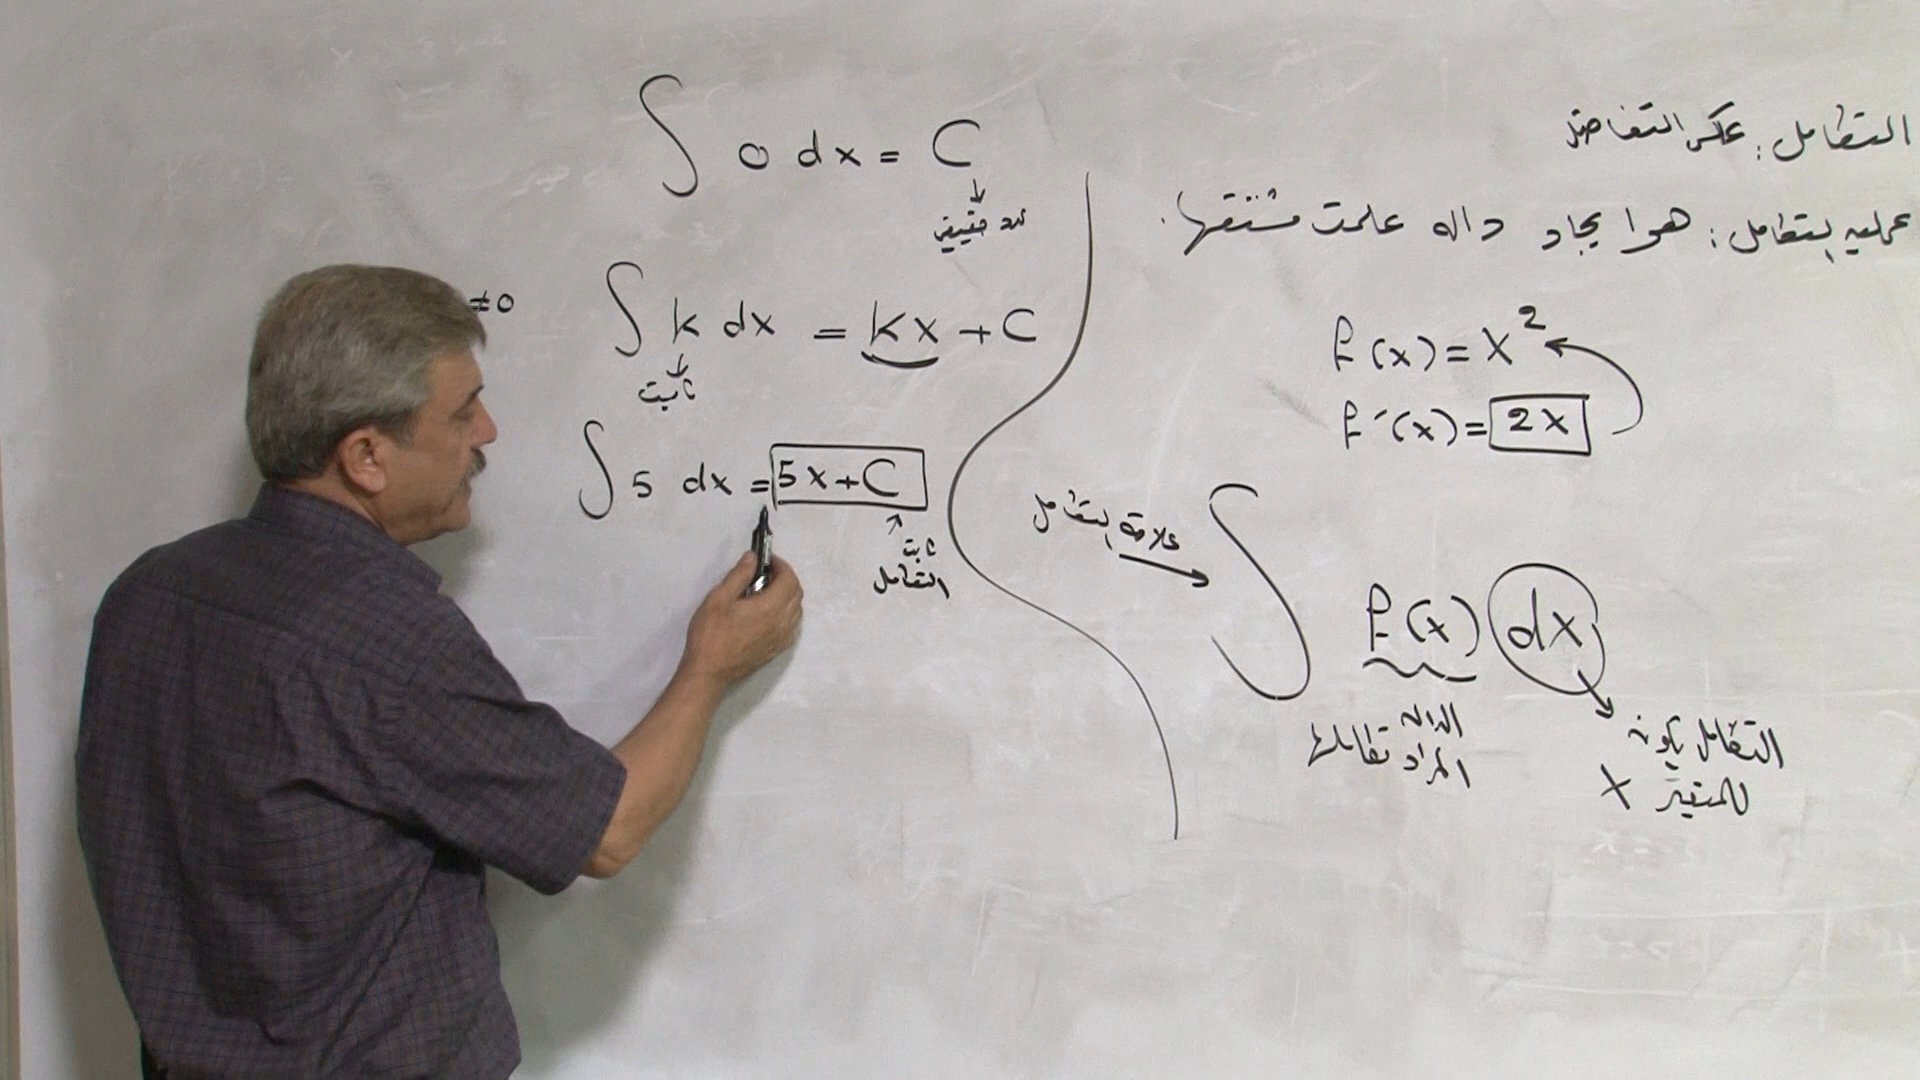 التكامل : عكس التفاضل
عملية التكامل : هو ايجاد داله علمت مشتقتها .
f(x) = x²
f´(x) = 2x
علامة التكامل
∫ f(x) dx
الداله
المراد تكاملها
التكامل يكون
للمتغير x
∫ 0 dx = C
عدد حقيقي
≠0
∫ k dx = kx + C
ثابت
∫ 5 dx = 5x + C
ثابت
التكامل